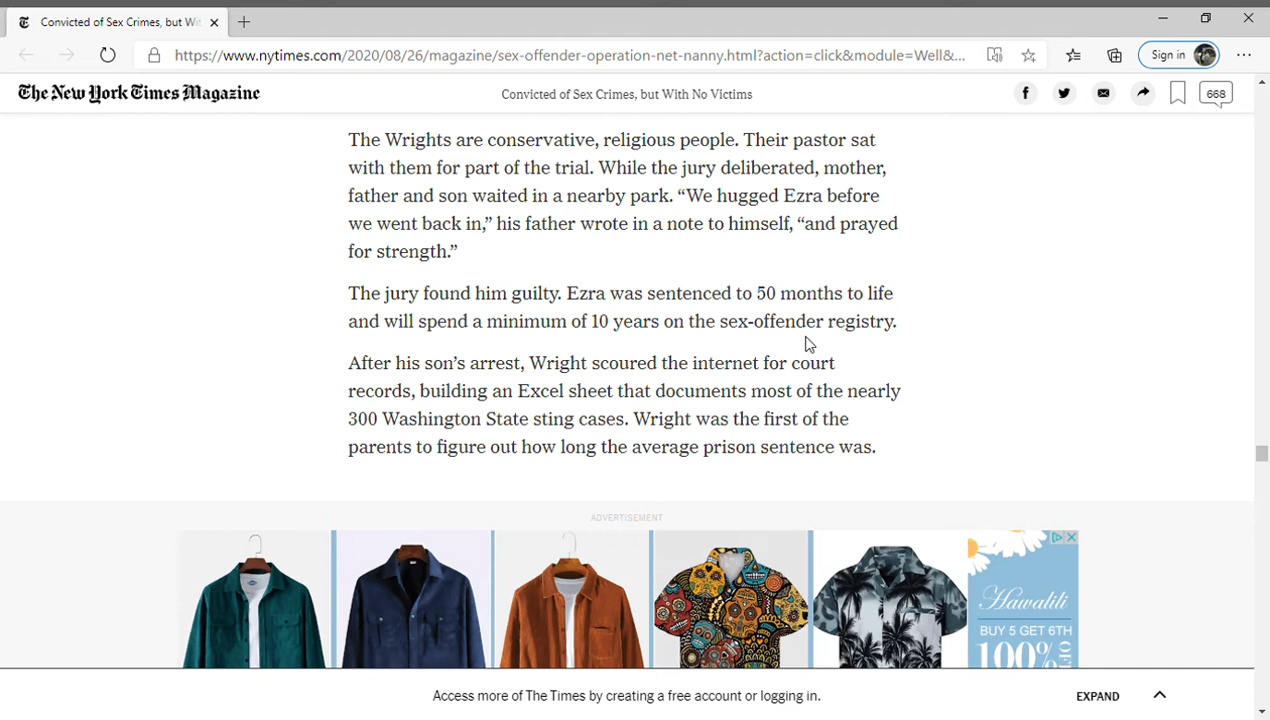 Convicted of Sex Crimes, but Wit
https://www.nytimes.com/2020/08/26/magazine/sex-offender-operation-net-nanny.html?action=click&module=Well&...
Sign in
The New York Times Magazine
Convicted of Sex Crimes, but With No Victims
668
The Wrights are conservative, religious people. Their pastor sat
with them for part of the trial. While the jury deliberated, mother,
father and son waited in a nearby park. “We hugged Ezra before
we went back in,” his father wrote in a note to himself, “and prayed
for strength.”
The jury found him guilty. Ezra was sentenced to 50 months to life
and will spend a minimum of 10 years on the sex-offender registry.
After his son’s arrest, Wright scoured the internet for court
records, building an Excel sheet that documents most of the nearly
300 Washington State sting cases. Wright was the first of the
parents to figure out how long the average prison sentence was.
ADVERTISEMENT
Hawalili
BUY 5 GET 6TH
100% OFF
Access more of The Times by creating a free account or logging in.
EXPAND